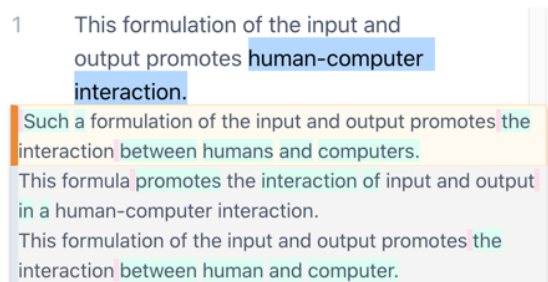 1 This formulation of the input and
output promotes human-computer
interaction.
Such a formulation of the input and output promotes the
interaction between humans and computers.
This formula promotes the interaction of input and output
in a human-computer interaction.
This formulation of the input and output promotes the
interaction between human and computer.